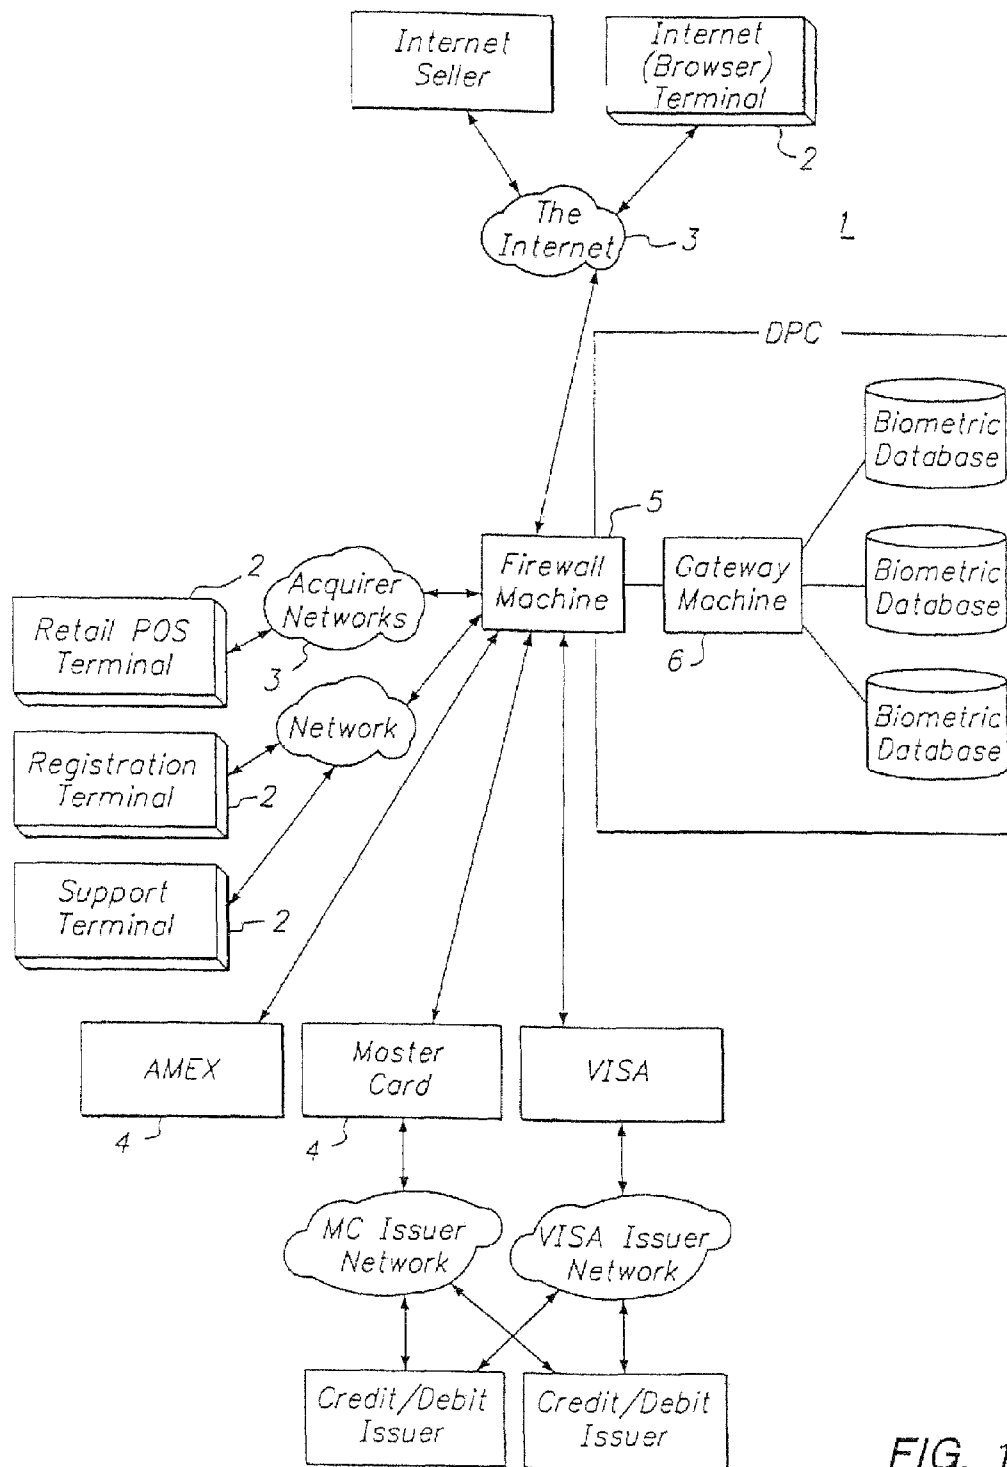 Internet
Seller
Internet
(Browser)
Terminal
2
The
Internet
3
1
DPC
Biometric
Database
5
Firewall
Machine
Gateway
Machine
6
Biometric
Database
Biometric
Database
2
Acquirer
Networks
3
Retail POS
Terminal
Network
Registration
Terminal
2
Support
Terminal
2
AMEX
4
Master
Card
4
VISA
MC Issuer
Network
VISA Issuer
Network
Credit/Debit
Issuer
Credit/Debit
Issuer
FIG. 1